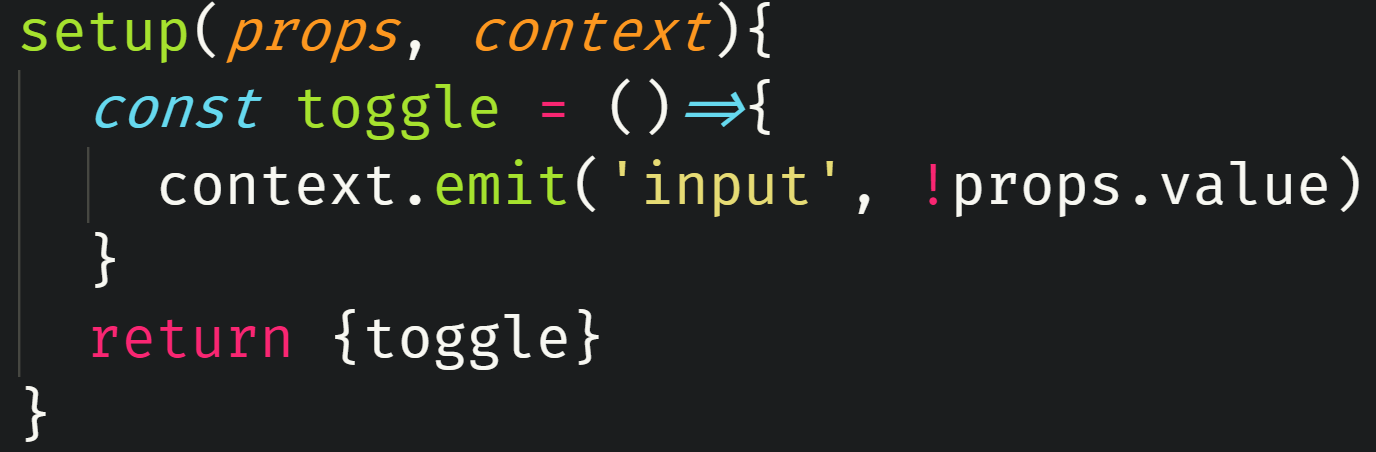 setup(props, context){
const toggle = ()=>{
context.emit('input', !props.value)
}
return {toggle}
}